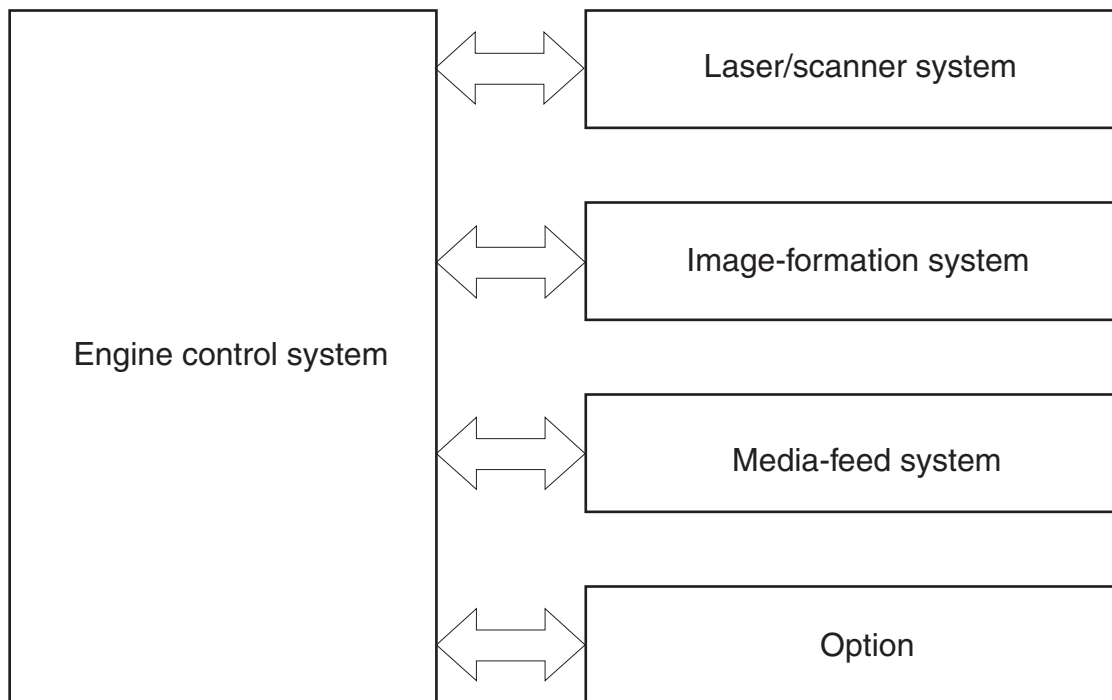 Laser/scanner system
Image-formation system
Engine control system
Media-feed system
Option